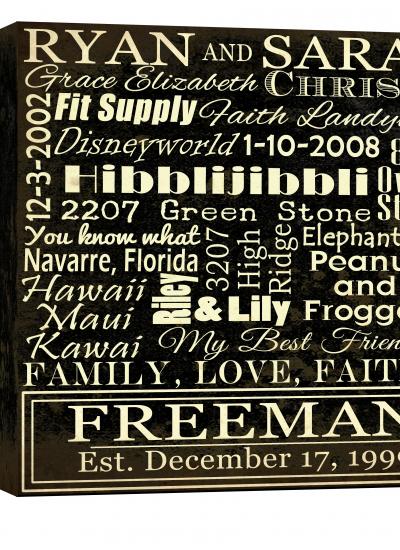 RYAN AND SARA
Grace Elizabeth CHRIS
12-3-2002
Fit Supply Faith Landy
Disneyworld 1-10-2008 &
Hibblijibbli
2207 Green Stone St
You know what
3207
High
Ridge
Elephant
Navarre, Florida
Peanu
Hawaii
Riley
and
Maui
& Lily
Frogg
Kawai
My Best Frien
FAMILY, LOVE, FAIT
FREEMAN
Est. December 17, 199